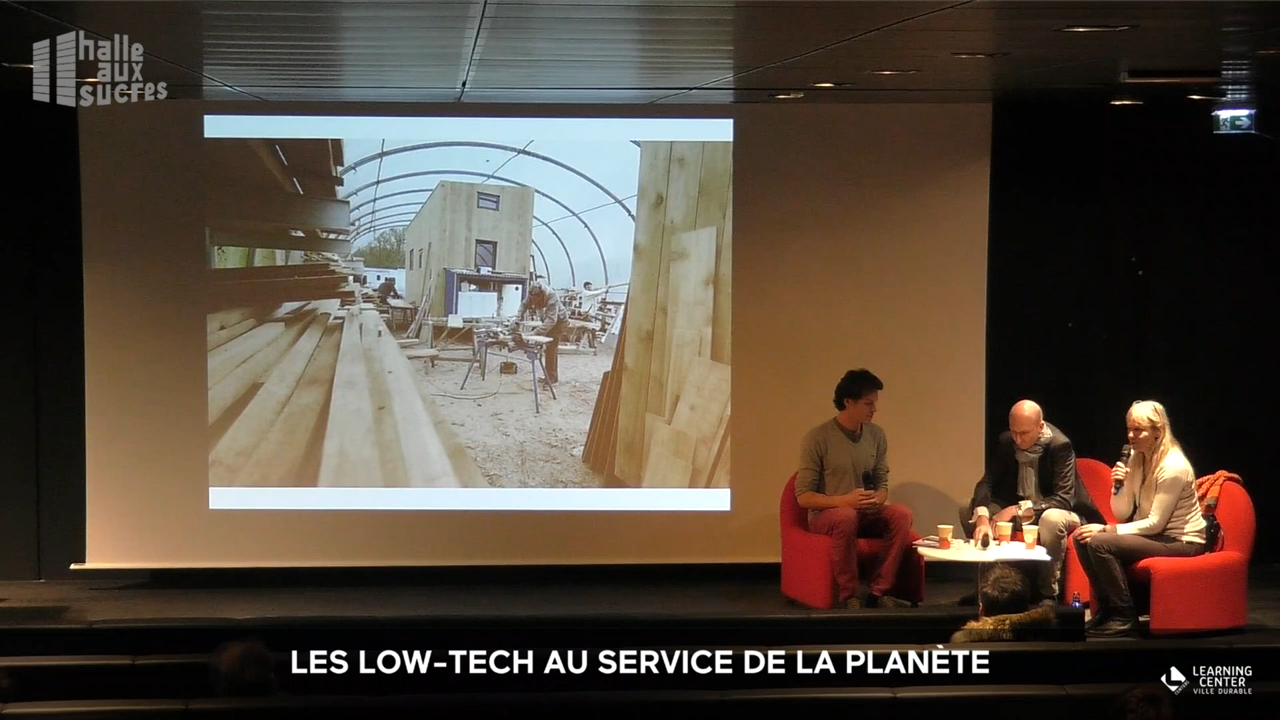 halle
aux
sucres
LES LOW-TECH AU SERVICE DE LA PLANÈTE
LEARNING
CENTER
VILLE DURABLE